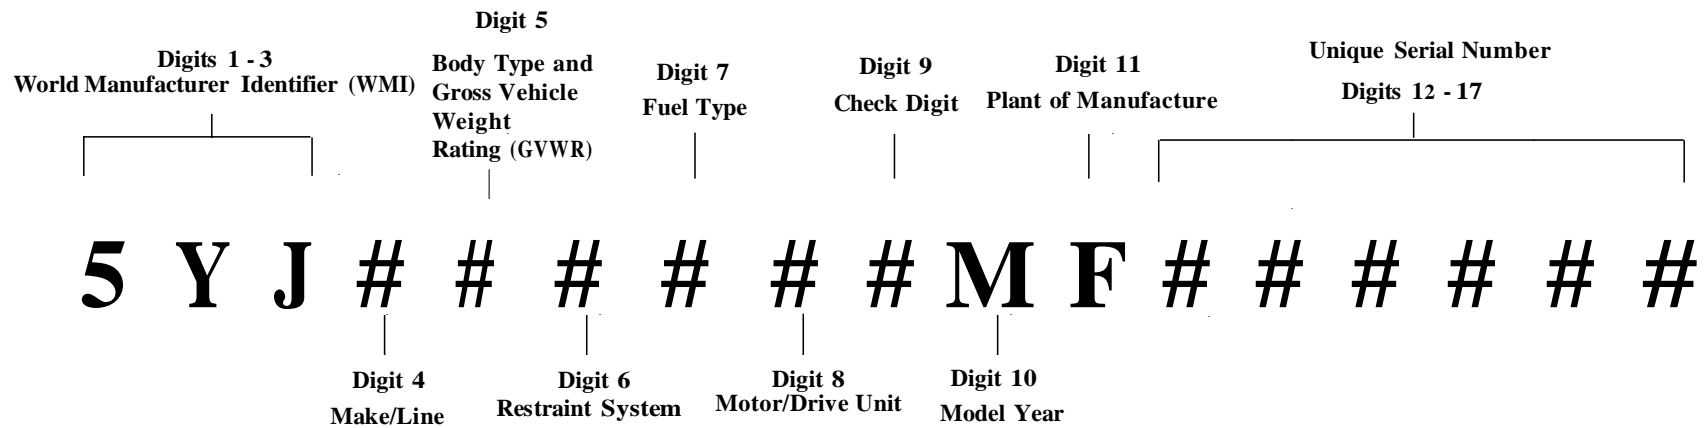 Digits 1 - 3
World Manufacturer Identifier (WMI)
Digit 5
Body Type and
Gross Vehicle
Weight
Rating (GVWR)
Digit 7
Fuel Type
Digit 9
Check Digit
Digit 11
Plant of Manufacture
Unique Serial Number
Digits 12 - 17
5 Y J # # # # # # M F # # # # # #
Digit 4
Make/Line
Digit 6
Restraint System
Digit 8
Motor/Drive Unit
Digit 10
Model Year